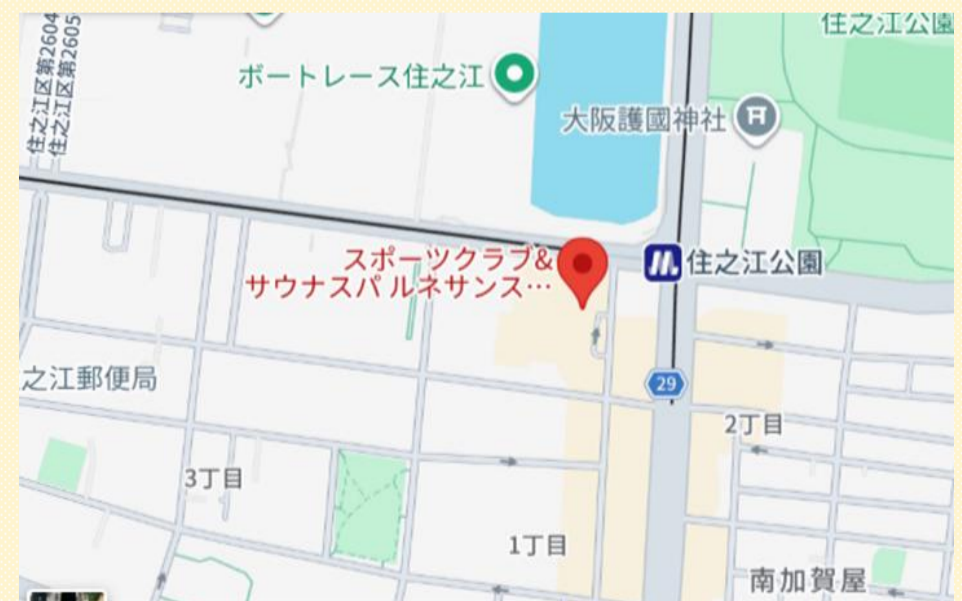 住之江区第2604
住之江区第2605
ボートレース住之江
住之江公園
大阪護國神社
スポーツクラブ&
サウナスパ ルネサンス…
住之江公園
之江郵便局
29
2丁目
3丁目
1丁目
南加賀屋